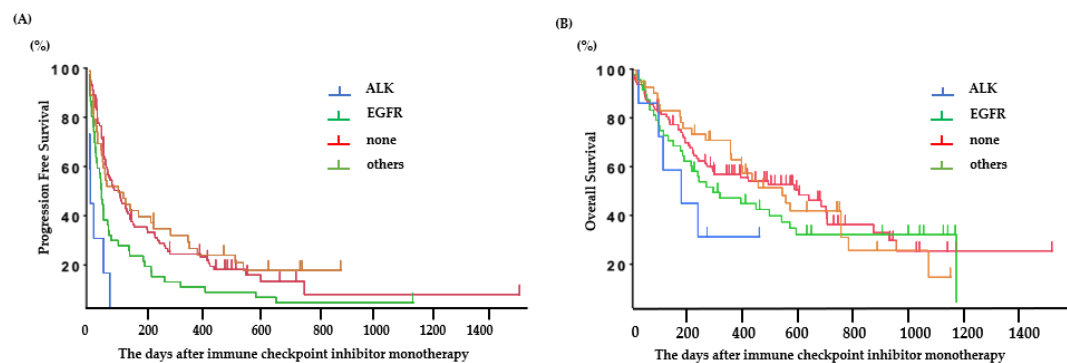 (A)
(%)
100
80
60
40
20
Progression Free Survival
ALK
EGFR
none
others
0 200 400 600 800 1000 1200 1400
The days after immune checkpoint inhibitor monotherapy
(B)
(%)
100
80
60
40
20
Overall Survival
ALK
EGFR
none
others
0 200 400 600 800 1000 1200 1400
The days after immune checkpoint inhibitor monotherapy